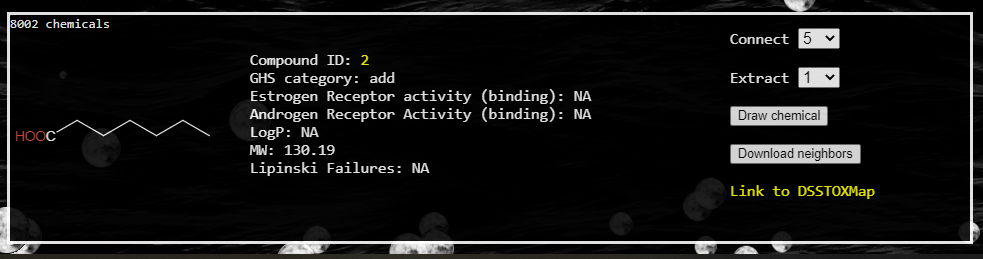 8002 chemicals
Compound ID: 2
GHS category: add
Estrogen Receptor activity (binding): NA
Androgen Receptor Activity (binding): NA
LogP: NA
MW: 130.19
Lipinski Failures: NA
HOOC
Connect 5
Extract 1
Draw chemical
Download neighbors
Link to DSSTOXMap